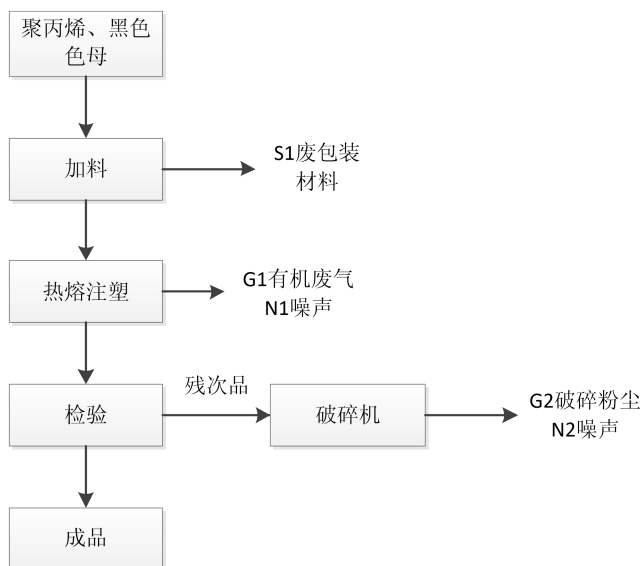 聚丙烯、黑色
色母
加料
S1废包装
材料
热熔注塑
G1有机废气
N1噪声
检验
残次品
破碎机
G2破碎粉尘
N2噪声
成品